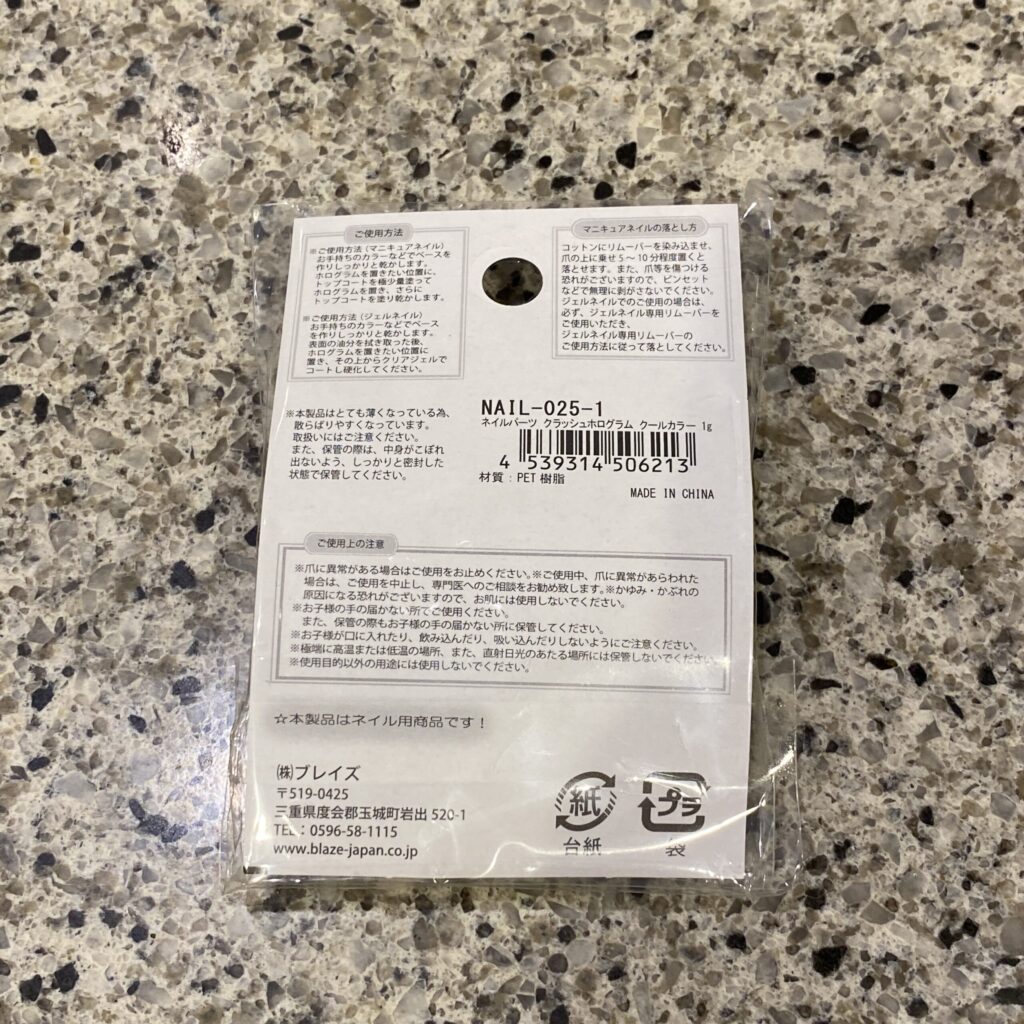 ご使用方法
※ご使用方法（マニキュアネイル）
お手持ちのカラーなどでベースを
作りしっかりと乾かします。
ホログラムを置きたい位置に、
トップコートを極少量塗って
ホログラムを置き、さらに
トップコートを塗り乾かします。
※ご使用方法（ジェルネイル）
お手持ちのカラーなどでベース
を作りしっかりと乾かします。
表面の油分を拭き取った後、
ホログラムを置きたい位置に
置き、その上からクリアジェルで
コートし硬化してください。
マニキュアネイルの落とし方
コットンにリムーバーを染み込ませ、
爪の上に乗せ5～10分程度置くと
落とせます。また、爪等を傷つける
恐れがございますので、ピンセット
などで無理に剥がさないでください。
ジェルネイルでのご使用の場合は、
必ず、ジェルネイル専用リムーバーを
ご使用いただき、
ジェルネイル専用リムーバーの
ご使用方法に従って落としてください。
※本製品はとても薄くなっている為、
散らばりやすくなっています。
取扱いにはご注意ください。
また、保管の際は、中身がこぼれ
出ないよう、しっかりと密封した
状態で保管してください。
NAIL-025-1
ネイルパーツ クラッシュホログラム クールカラー 1g
4 539314 506213
材質：PET樹脂
MADE IN CHINA
ご使用上の注意
※爪に異常がある場合はご使用をお止めください。※ご使用中、爪に異常があらわれた
場合は、ご使用を中止し、専門医へのご相談をお勧め致します。※かゆみ・かぶれの
原因になる恐れがございますので、お肌には使用しないでください。
※お子様の手の届かない所でご使用ください。
また、保管の際もお子様の手の届かない所に保管してください。
※お子様が口に入れたり、飲み込んだり、吸い込んだりしないようにご注意ください。
※極端に高温または低温の場所、また、直射日光のあたる場所には保管しないでください。
※使用目的以外の用途には使用しないでください。
☆本製品はネイル用商品です！
㈱ブレイズ
〒519-0425
三重県度会郡玉城町岩出 520-1
TEL：0596-58-1115
www.blaze-japan.co.jp
紙
台紙
プラ
袋